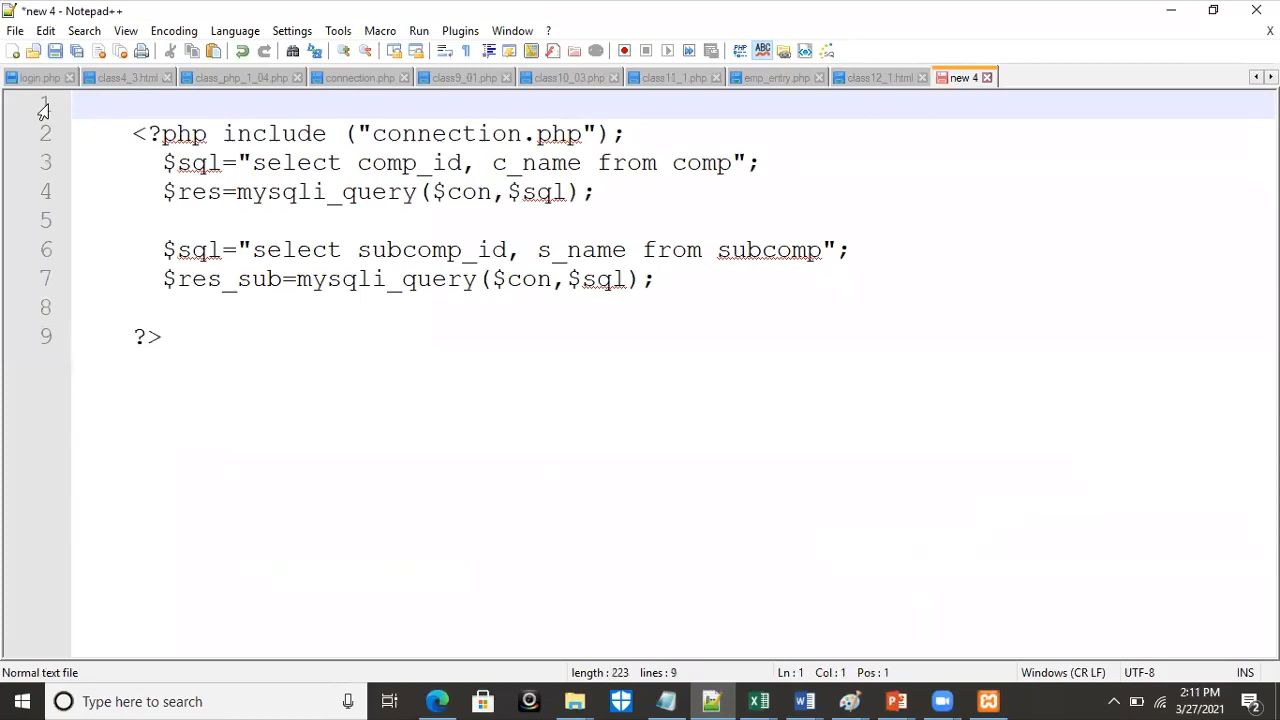 *new 4 - Notepad++
File Edit Search View Encoding Language Settings Tools Macro Run Plugins Window ?
X
login.php class4_3.html connection.php class9_01.php class10_03.php emp_entry.php class12_1.html new 4
1
2 <?php include ("connection.php");
3 $sql="select comp_id, c_name from comp";
4 $res=mysqli_query($con,$sql);
5
6 $sql="select subcomp_id, s_name from subcomp";
7 $res_sub=mysqli_query($con,$sql);
8
9 ?>
Normal text file length : 223 lines : 9 Ln : 1 Col : 1 Pos : 1 Windows (CR LF) UTF-8 INS
Type here to search
2:11 PM
3/27/2021
2